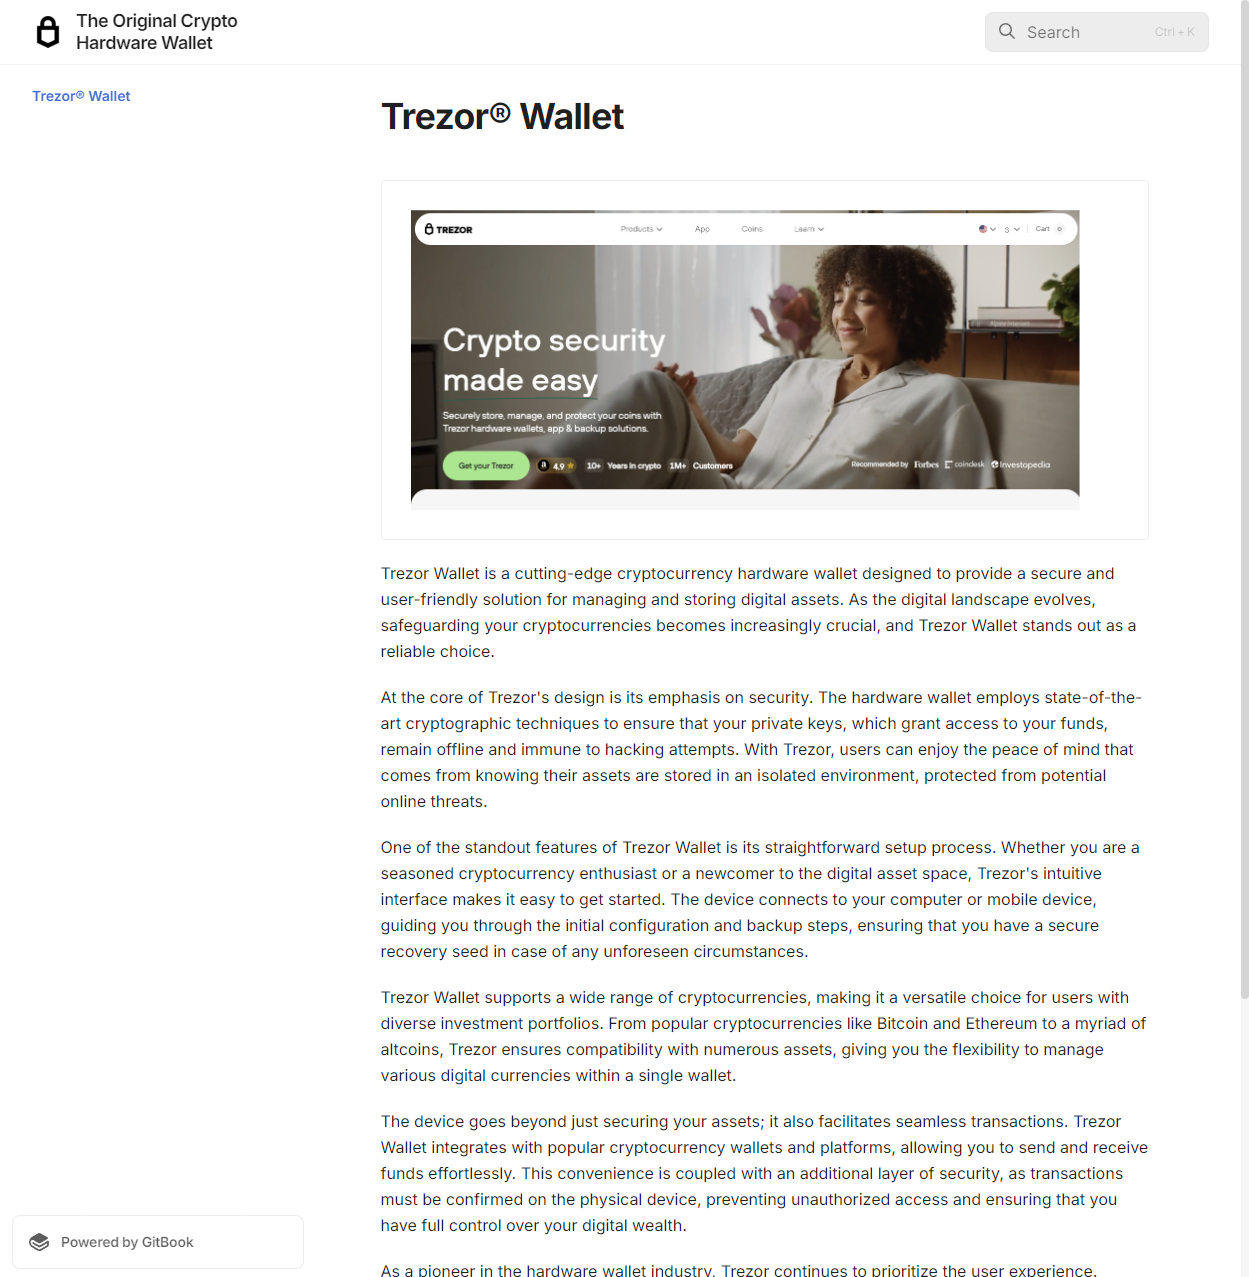 The Original Crypto
Hardware Wallet
Search
Ctrl + K
Trezor® Wallet
Trezor® Wallet
TREZOR
Products
App
Coins
Learn
$
Cart
0
Crypto security
made easy
Securely store, manage, and protect your coins with
Trezor hardware wallets, app & backup solutions.
Get your Trezor
a 4.9
10+ Years in crypto
1M+ Customers
Recommended by Forbes coindesk Investopedia
Trezor Wallet is a cutting-edge cryptocurrency hardware wallet designed to provide a secure and
user-friendly solution for managing and storing digital assets. As the digital landscape evolves,
safeguarding your cryptocurrencies becomes increasingly crucial, and Trezor Wallet stands out as a
reliable choice.
At the core of Trezor's design is its emphasis on security. The hardware wallet employs state-of-the-
art cryptographic techniques to ensure that your private keys, which grant access to your funds,
remain offline and immune to hacking attempts. With Trezor, users can enjoy the peace of mind that
comes from knowing their assets are stored in an isolated environment, protected from potential
online threats.
One of the standout features of Trezor Wallet is its straightforward setup process. Whether you are a
seasoned cryptocurrency enthusiast or a newcomer to the digital asset space, Trezor's intuitive
interface makes it easy to get started. The device connects to your computer or mobile device,
guiding you through the initial configuration and backup steps, ensuring that you have a secure
recovery seed in case of any unforeseen circumstances.
Trezor Wallet supports a wide range of cryptocurrencies, making it a versatile choice for users with
diverse investment portfolios. From popular cryptocurrencies like Bitcoin and Ethereum to a myriad of
altcoins, Trezor ensures compatibility with numerous assets, giving you the flexibility to manage
various digital currencies within a single wallet.
The device goes beyond just securing your assets; it also facilitates seamless transactions. Trezor
Wallet integrates with popular cryptocurrency wallets and platforms, allowing you to send and receive
funds effortlessly. This convenience is coupled with an additional layer of security, as transactions
must be confirmed on the physical device, preventing unauthorized access and ensuring that you
have full control over your digital wealth.
As a pioneer in the hardware wallet industry, Trezor continues to prioritize the user experience.
Powered by GitBook